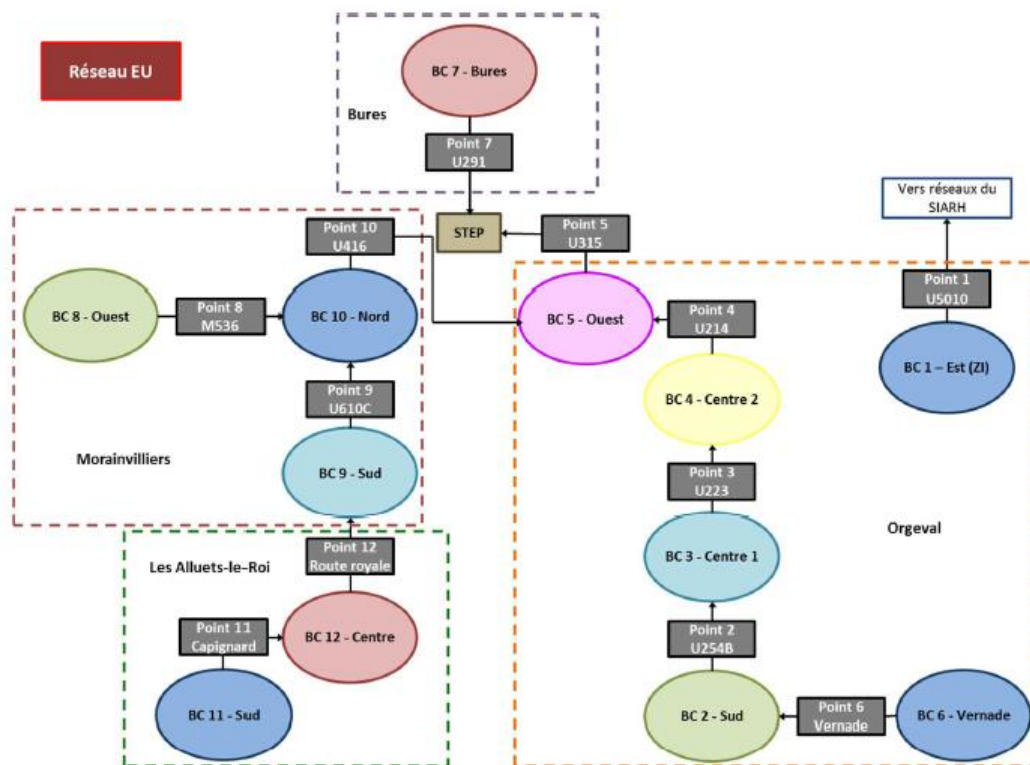 Réseau EU
BC 7 - Bures
Bures
Point 7
U291
Vers réseaux du
SIARH
Point 10
U416
STEP
Point 5
U315
Point 1
U5010
BC 8 - Ouest
Point 8
M536
BC 10 - Nord
BC 5 - Ouest
Point 4
U214
BC 1 – Est (ZI)
Point 9
U610C
BC 4 - Centre 2
Morainvilliers
BC 9 - Sud
Point 3
U223
Orgeval
Point 12
Route royale
Les Alluets-le-Roi
BC 3 - Centre 1
Point 11
Capignard
BC 12 - Centre
Point 2
U254B
BC 11 - Sud
BC 2 - Sud
Point 6
Vernade
BC 6 - Vernade